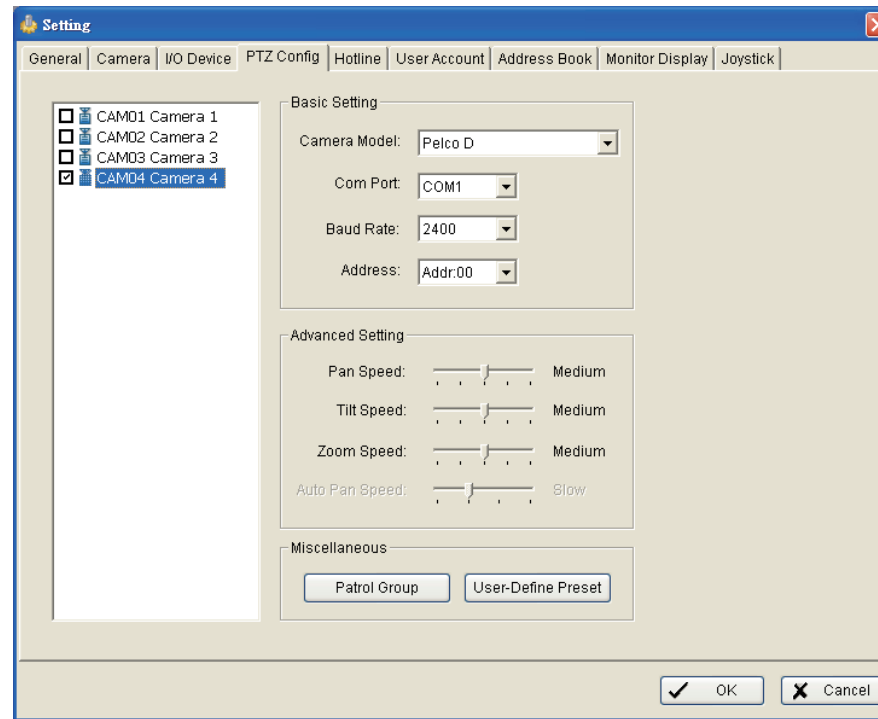 Setting
General Camera I/O Device PTZ Config Hotline User Account Address Book Monitor Display Joystick
CAM01 Camera 1
CAM02 Camera 2
CAM03 Camera 3
CAM04 Camera 4
Basic Setting
Camera Model: Pelco D
Com Port: COM1
Baud Rate: 2400
Address: Addr:00
Advanced Setting
Pan Speed: Medium
Tilt Speed: Medium
Zoom Speed: Medium
Auto Pan Speed: Slow
Miscellaneous
Patrol Group User-Define Preset
OK Cancel